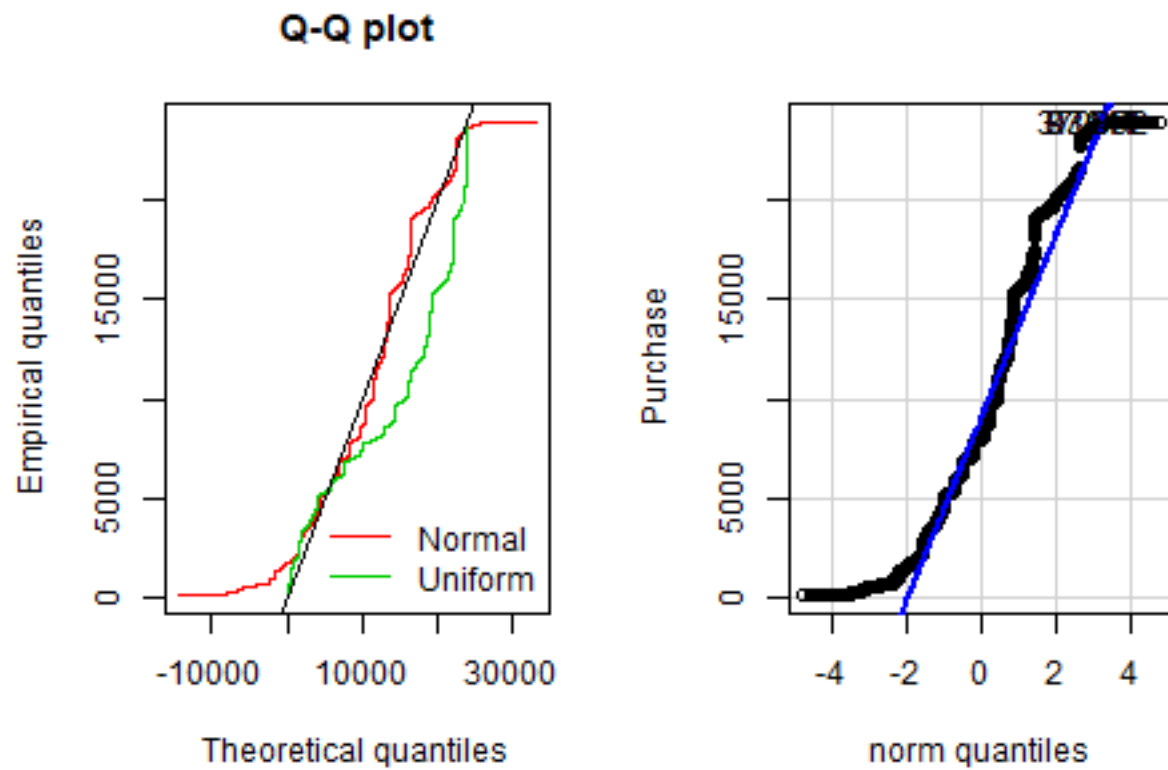 Q-Q plot
Empirical quantiles
15000
5000
0
Normal
Uniform
-10000 10000 30000
Theoretical quantiles
Purchase
15000
5000
0
-4 -2 0 2 4
norm quantiles